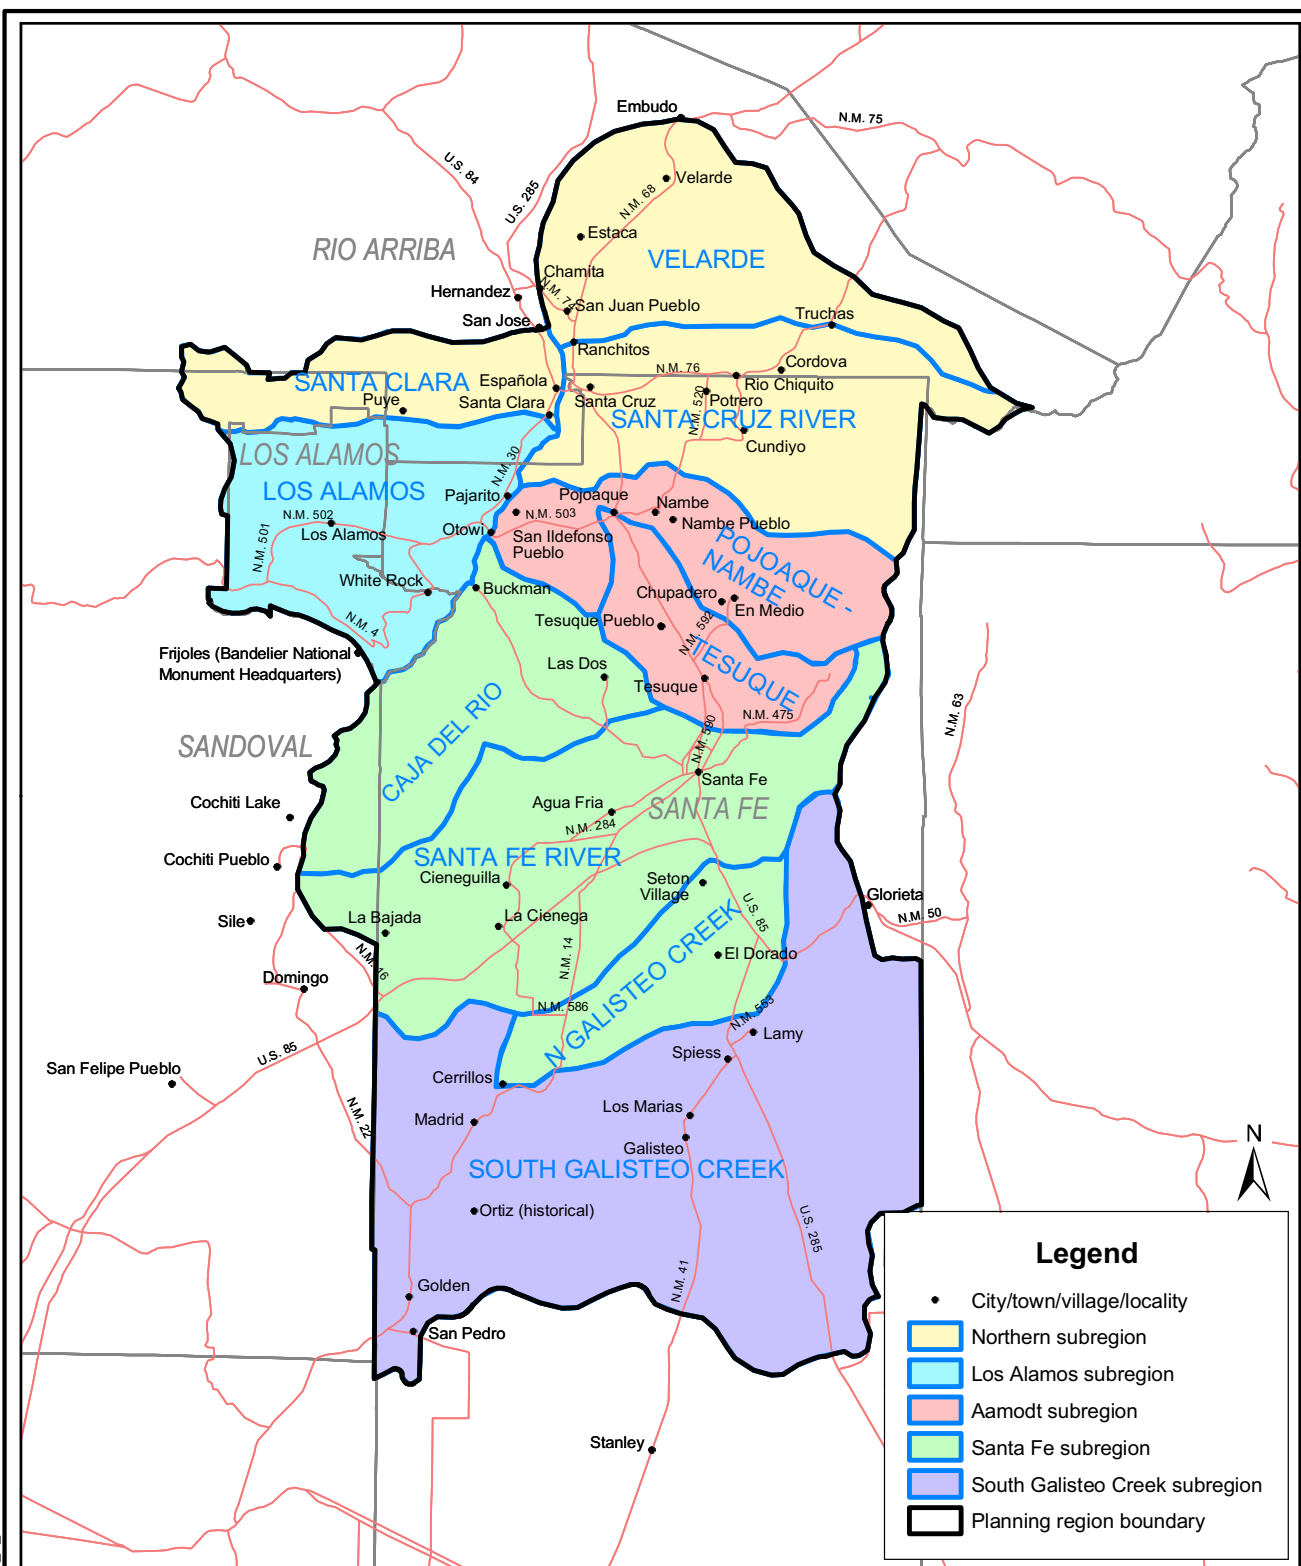 Embudo
N.M. 75
U.S. 84
U.S. 285
Velarde
N.M. 68
Estaca
RIO ARRIBA
VELARDE
Chamita
Hernandez
N.M. 74
San Juan Pueblo
San Jose
Truchas
Ranchitos
Cordova
N.M. 76
SANTA CLARA
Española
Rio Chiquito
Puye
Santa Clara
Santa Cruz
N.M. 520
Potrero
SANTA CRUZ RIVER
Cundiyo
LOS ALAMOS
LOS ALAMOS
N.M. 30
Pajarito
Pojoaque
Nambe
N.M. 502
N.M. 503
Nambe Pueblo
N.M. 501
Los Alamos
Otowi
San Ildefonso
Pueblo
POJOAQUE -
NAMBE
White Rock
Buckman
Chupadero
En Medio
N.M. 4
Tesuque Pueblo
N.M. 592
Frijoles (Bandelier National
Monument Headquarters)
Las Dos
TESUQUE
Tesuque
CAJA DEL RIO
N.M. 475
N.M. 63
SANDOVAL
N.M. 590
Santa Fe
Cochiti Lake
Agua Fria
SANTA FE
N.M. 284
Cochiti Pueblo
SANTA FE RIVER
Cieneguilla
Seton
Village
Glorieta
Sile
La Bajada
La Cienega
U.S. 85
N.M. 50
N.M. 16
N.M. 14
El Dorado
Domingo
N.M. 586
N GALISTEO CREEK
N.M. 553
Lamy
U.S. 85
Spiess
San Felipe Pueblo
Cerrillos
N.M. 22
Madrid
Los Marias
Galisteo
N
SOUTH GALISTEO CREEK
Ortiz (historical)
U.S. 285
N.M. 41
Golden
San Pedro
Stanley
Legend
City/town/village/locality
Northern subregion
Los Alamos subregion
Aamodt subregion
Santa Fe subregion
South Galisteo Creek subregion
Planning region boundary